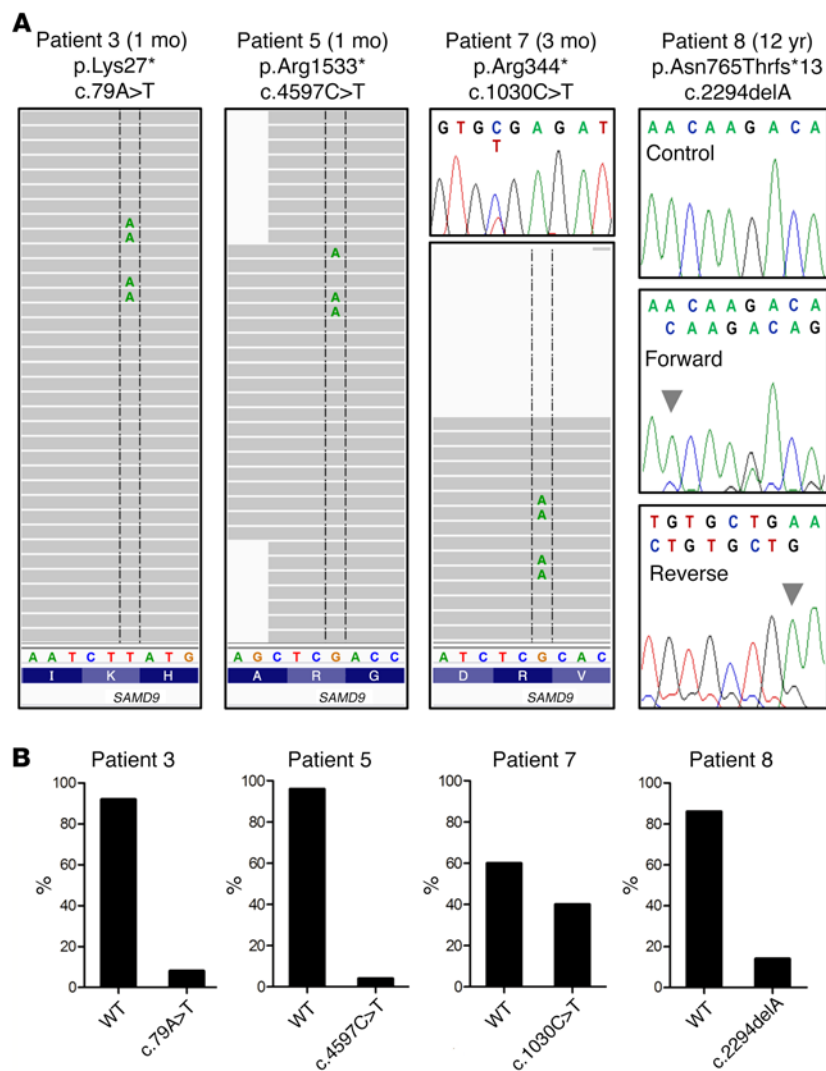 A
Patient 3 (1 mo)
p.Lys27*
c.79A>T
A
A
A
A
A A T C T T A T G
I K H
SAMD9
Patient 5 (1 mo)
p.Arg1533*
c.4597C>T
A
A
A
A G C T C G A C C
A R G
SAMD9
Patient 7 (3 mo)
p.Arg344*
c.1030C>T
G T G C G A G A T
T
A
A
A
A
A T C T C G C A C
D R V
SAMD9
Patient 8 (12 yr)
p.Asn765Thrfs*13
c.2294delA
A A C A A G A C A
Control
A A C A A G A C A
C A A G A C A G
Forward
T G T G C T G A A
C T G T G C T G
Reverse
B
Patient 3
100
80
60
40
20
0
%
WT
c.79A>T
Patient 5
100
80
60
40
20
0
%
WT
c.4597C>T
Patient 7
100
80
60
40
20
0
%
WT
c.1030C>T
Patient 8
100
80
60
40
20
0
%
WT
c.2294delA